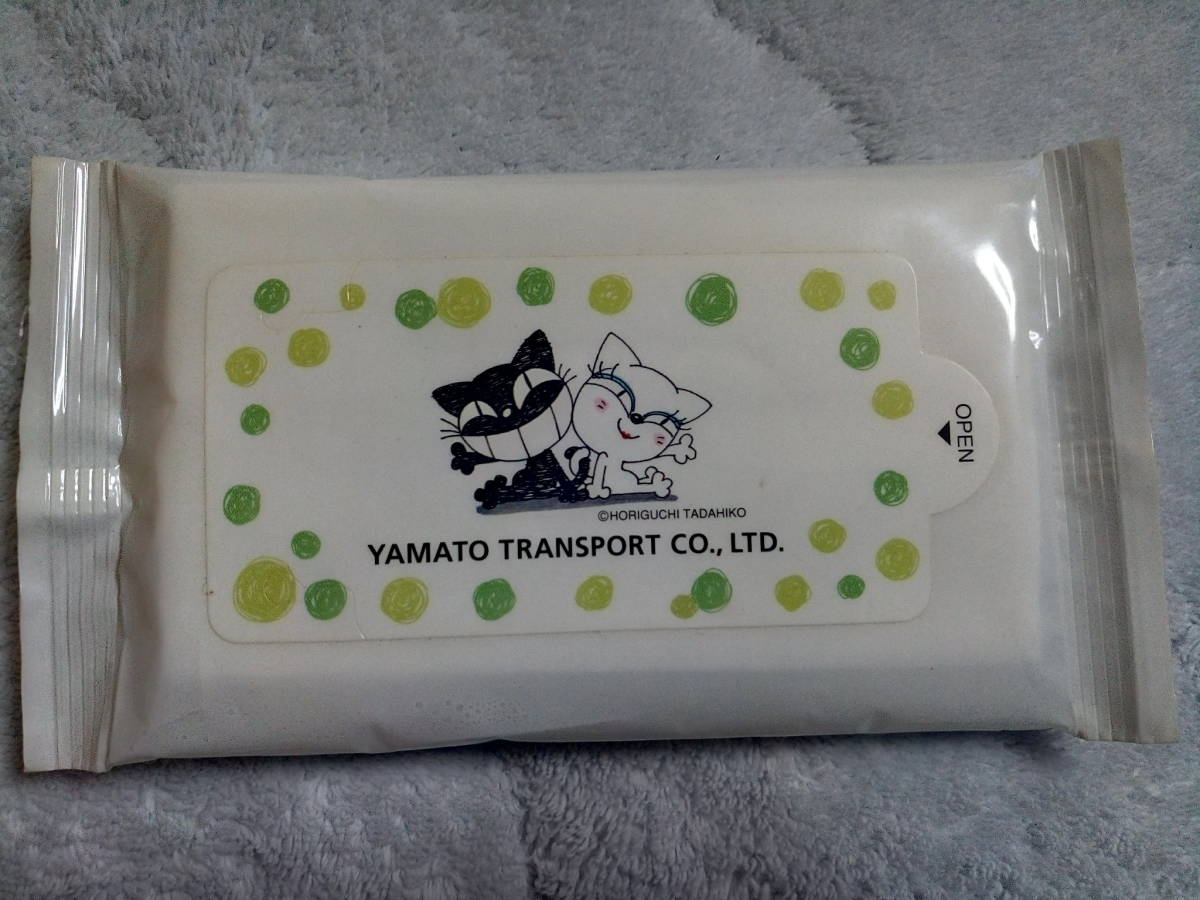 OPEN
©HORIGUCHI TADAHIKO
YAMATO TRANSPORT CO., LTD.